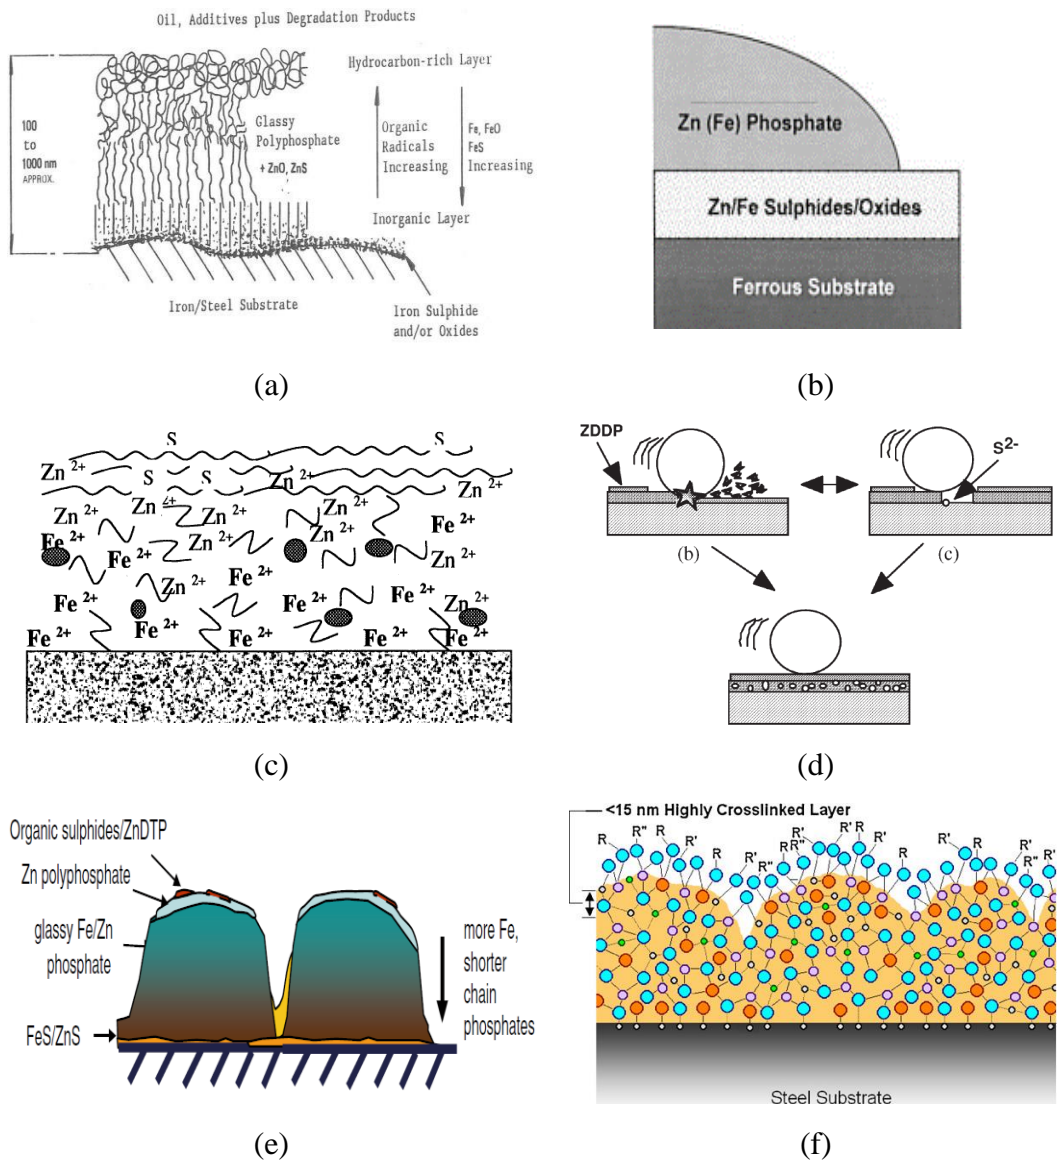 Oil, Additives plus Degradation Products
Hydrocarbon-rich Layer
100
to
1000 nm
APPROX.
Glassy
Polyphosphate
+ ZnO, ZnS
Organic
Radicals
Increasing
Fe, FeO
FeS
Increasing
Inorganic Layer
Iron/Steel Substrate
Iron Sulphide
and/or Oxides
(a)
Zn (Fe) Phosphate
Zn/Fe Sulphides/Oxides
Ferrous Substrate
(b)
S S
Zn 2+ S S Zn 2+ Zn 2+
Zn 2+
Zn 2+ Zn 2+ Zn 2+ Fe 2+
Fe 2+ Fe 2+ Zn 2+ Zn 2+
Zn 2+ Fe 2+
Fe 2+ Fe 2+ Fe 2+ Zn 2+
Fe 2+ Fe 2+ Fe 2+ Fe 2+ Fe 2+
(c)
ZDDP
S2-
(b)
(c)
(d)
Organic sulphides/ZnDTP
Zn polyphosphate
glassy Fe/Zn
phosphate
FeS/ZnS
more Fe,
shorter
chain
phosphates
(e)
<15 nm Highly Crosslinked Layer
R R" R' R R' R" R" R' R R' R R R' R R' R" R'
Steel Substrate
(f)